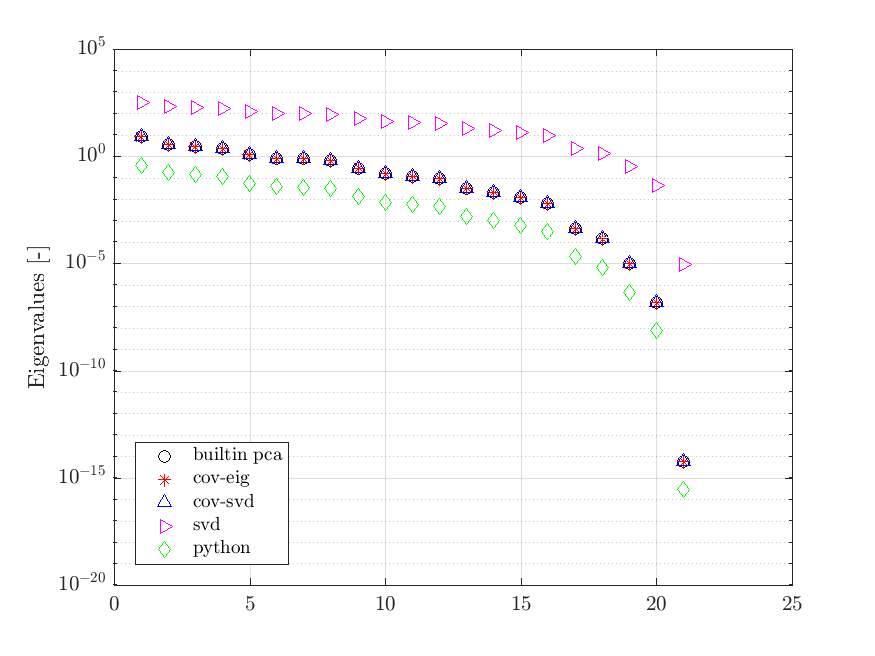 10^5
10^0
10^{-5}
10^{-10}
10^{-15}
10^{-20}
Eigenvalues [-]
builtin pca
cov-eig
cov-svd
svd
python
0 5 10 15 20 25